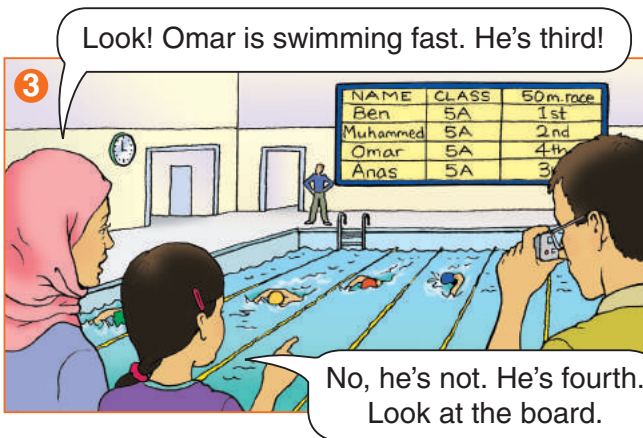 Look! Omar is swimming fast. He's third!
3
NAME CLASS 50m.race
Ben 5A 1st
Muhammed 5A 2nd
Omar 5A 4th
Anas 5A
No, he's not. He's fourth.
Look at the board.